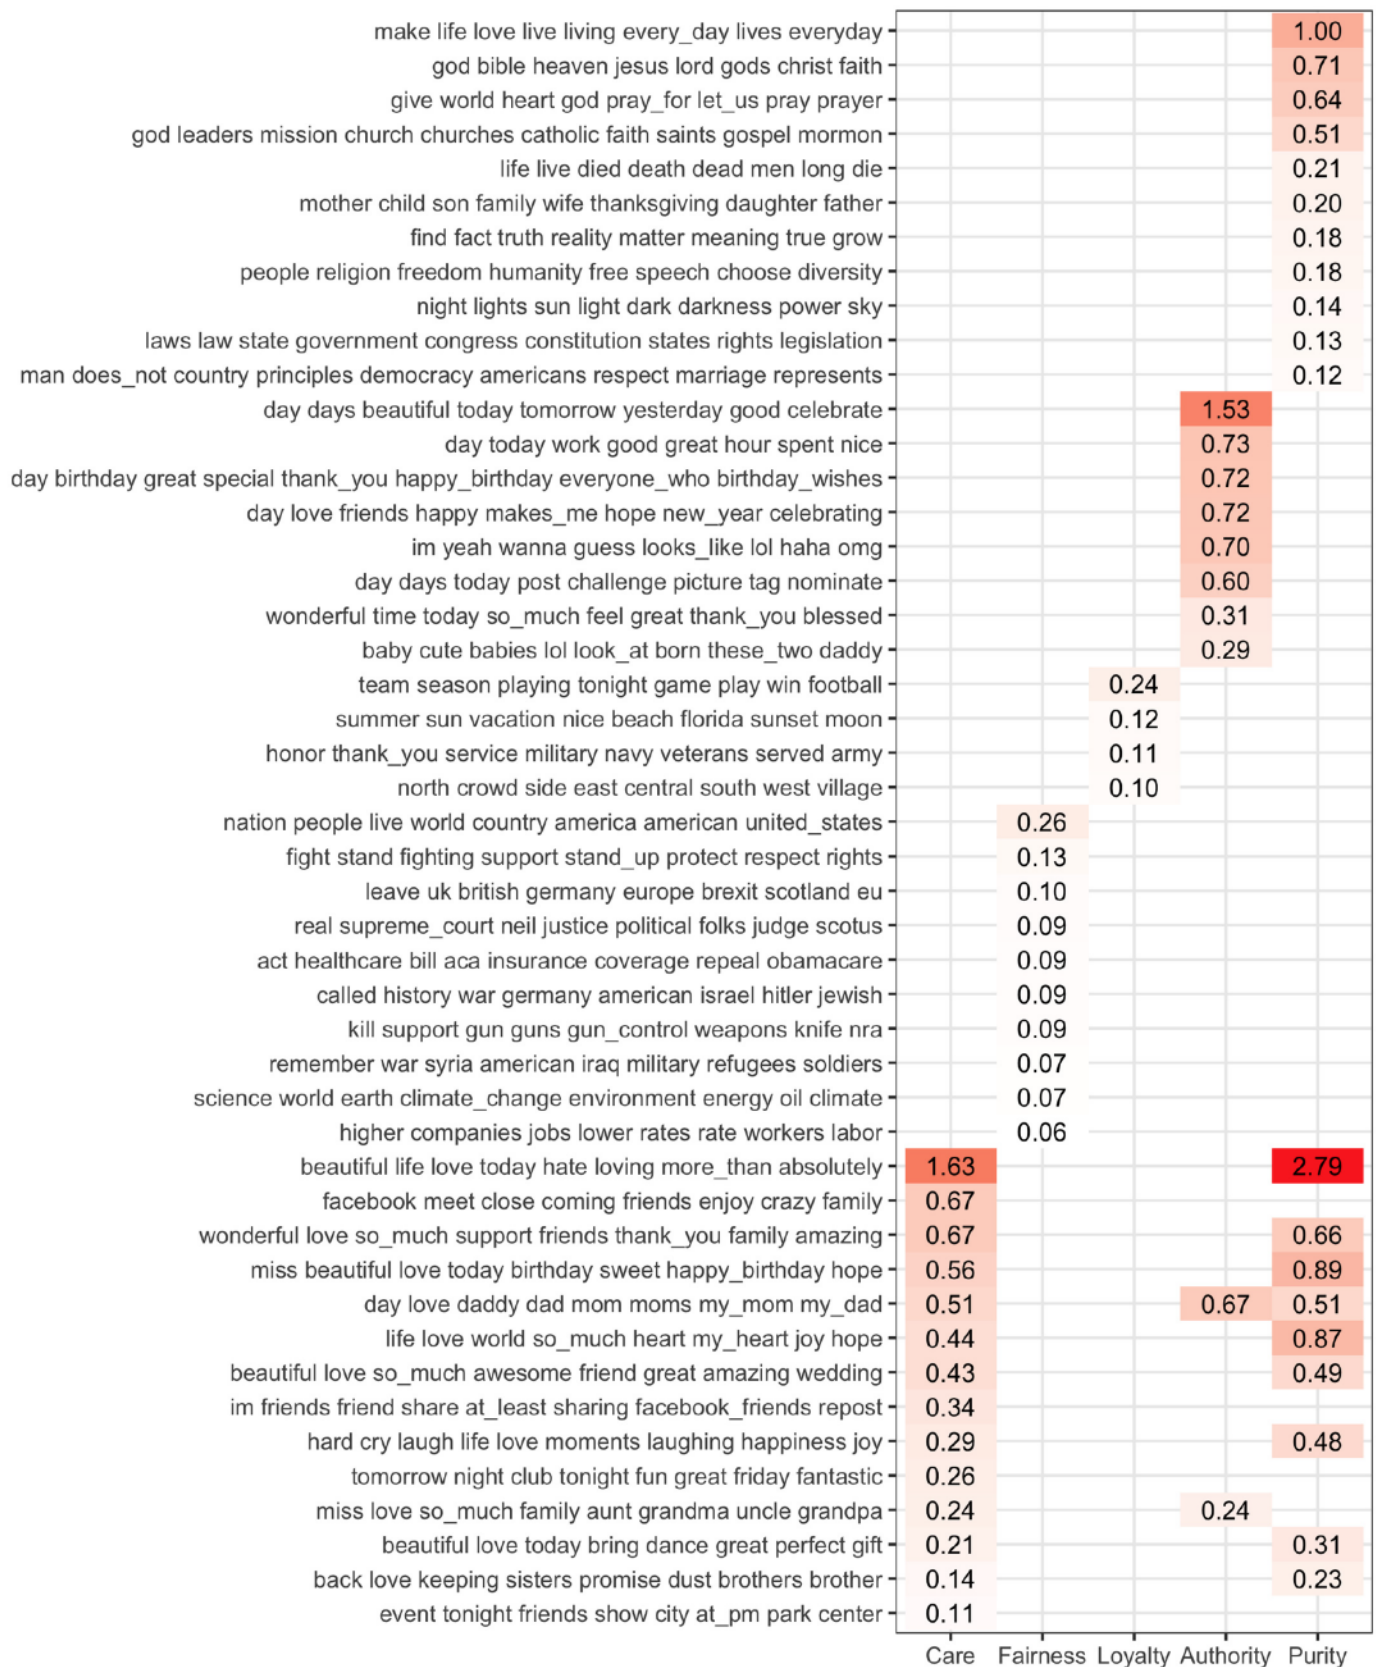 make life love live living every_day lives everyday 1.00
god bible heaven jesus lord gods christ faith 0.71
give world heart god pray_for let_us pray prayer 0.64
god leaders mission church churches catholic faith saints gospel mormon 0.51
life live died death dead men long die 0.21
mother child son family wife thanksgiving daughter father 0.20
find fact truth reality matter meaning true grow 0.18
people religion freedom humanity free speech choose diversity 0.18
night lights sun light dark darkness power sky 0.14
laws law state government congress constitution states rights legislation 0.13
man does_not country principles democracy americans respect marriage represents 0.12
day days beautiful today tomorrow yesterday good celebrate 1.53
day today work good great hour spent nice 0.73
day birthday great special thank_you happy_birthday everyone_who birthday_wishes 0.72
day love friends happy makes_me hope new_year celebrating 0.72
im yeah wanna guess looks_like lol haha omg 0.70
day days today post challenge picture tag nominate 0.60
wonderful time today so_much feel great thank_you blessed 0.31
baby cute babies lol look_at born these_two daddy 0.29
team season playing tonight game play win football 0.24
summer sun vacation nice beach florida sunset moon 0.12
honor thank_you service military navy veterans served army 0.11
north crowd side east central south west village 0.10
nation people live world country america american united_states 0.26
fight stand fighting support stand_up protect respect rights 0.13
leave uk british germany europe brexit scotland eu 0.10
real supreme_court neil justice political folks judge scotus 0.09
act healthcare bill aca insurance coverage repeal obamacare 0.09
called history war germany american israel hitler jewish 0.09
kill support gun guns gun_control weapons knife nra 0.09
remember war syria american iraq military refugees soldiers 0.07
science world earth climate_change environment energy oil climate 0.07
higher companies jobs lower rates rate workers labor 0.06
beautiful life love today hate loving more_than absolutely 1.63 2.79
facebook meet close coming friends enjoy crazy family 0.67
wonderful love so_much support friends thank_you family amazing 0.67 0.66
miss beautiful love today birthday sweet happy_birthday hope 0.56 0.89
day love daddy dad mom moms my_mom my_dad 0.51 0.67 0.51
life love world so_much heart my_heart joy hope 0.44 0.87
beautiful love so_much awesome friend great amazing wedding 0.43 0.49
im friends friend share at_least sharing facebook_friends repost 0.34
hard cry laugh life love moments laughing happiness joy 0.29 0.48
tomorrow night club tonight fun great friday fantastic 0.26
miss love so_much family aunt grandma uncle grandpa 0.24 0.24
beautiful love today bring dance great perfect gift 0.21 0.31
back love keeping sisters promise dust brothers brother 0.14 0.23
event tonight friends show city at_pm park center 0.11
Care Fairness Loyalty Authority Purity